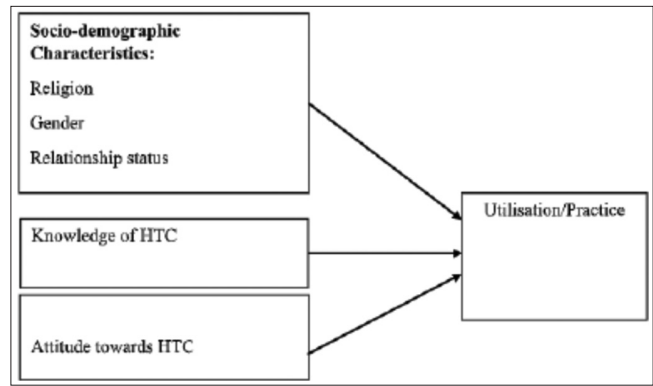 Socio-demographic
Characteristics:
Religion
Gender
Relationship status
Knowledge of HTC
Attitude towards HTC
Utilisation/Practice